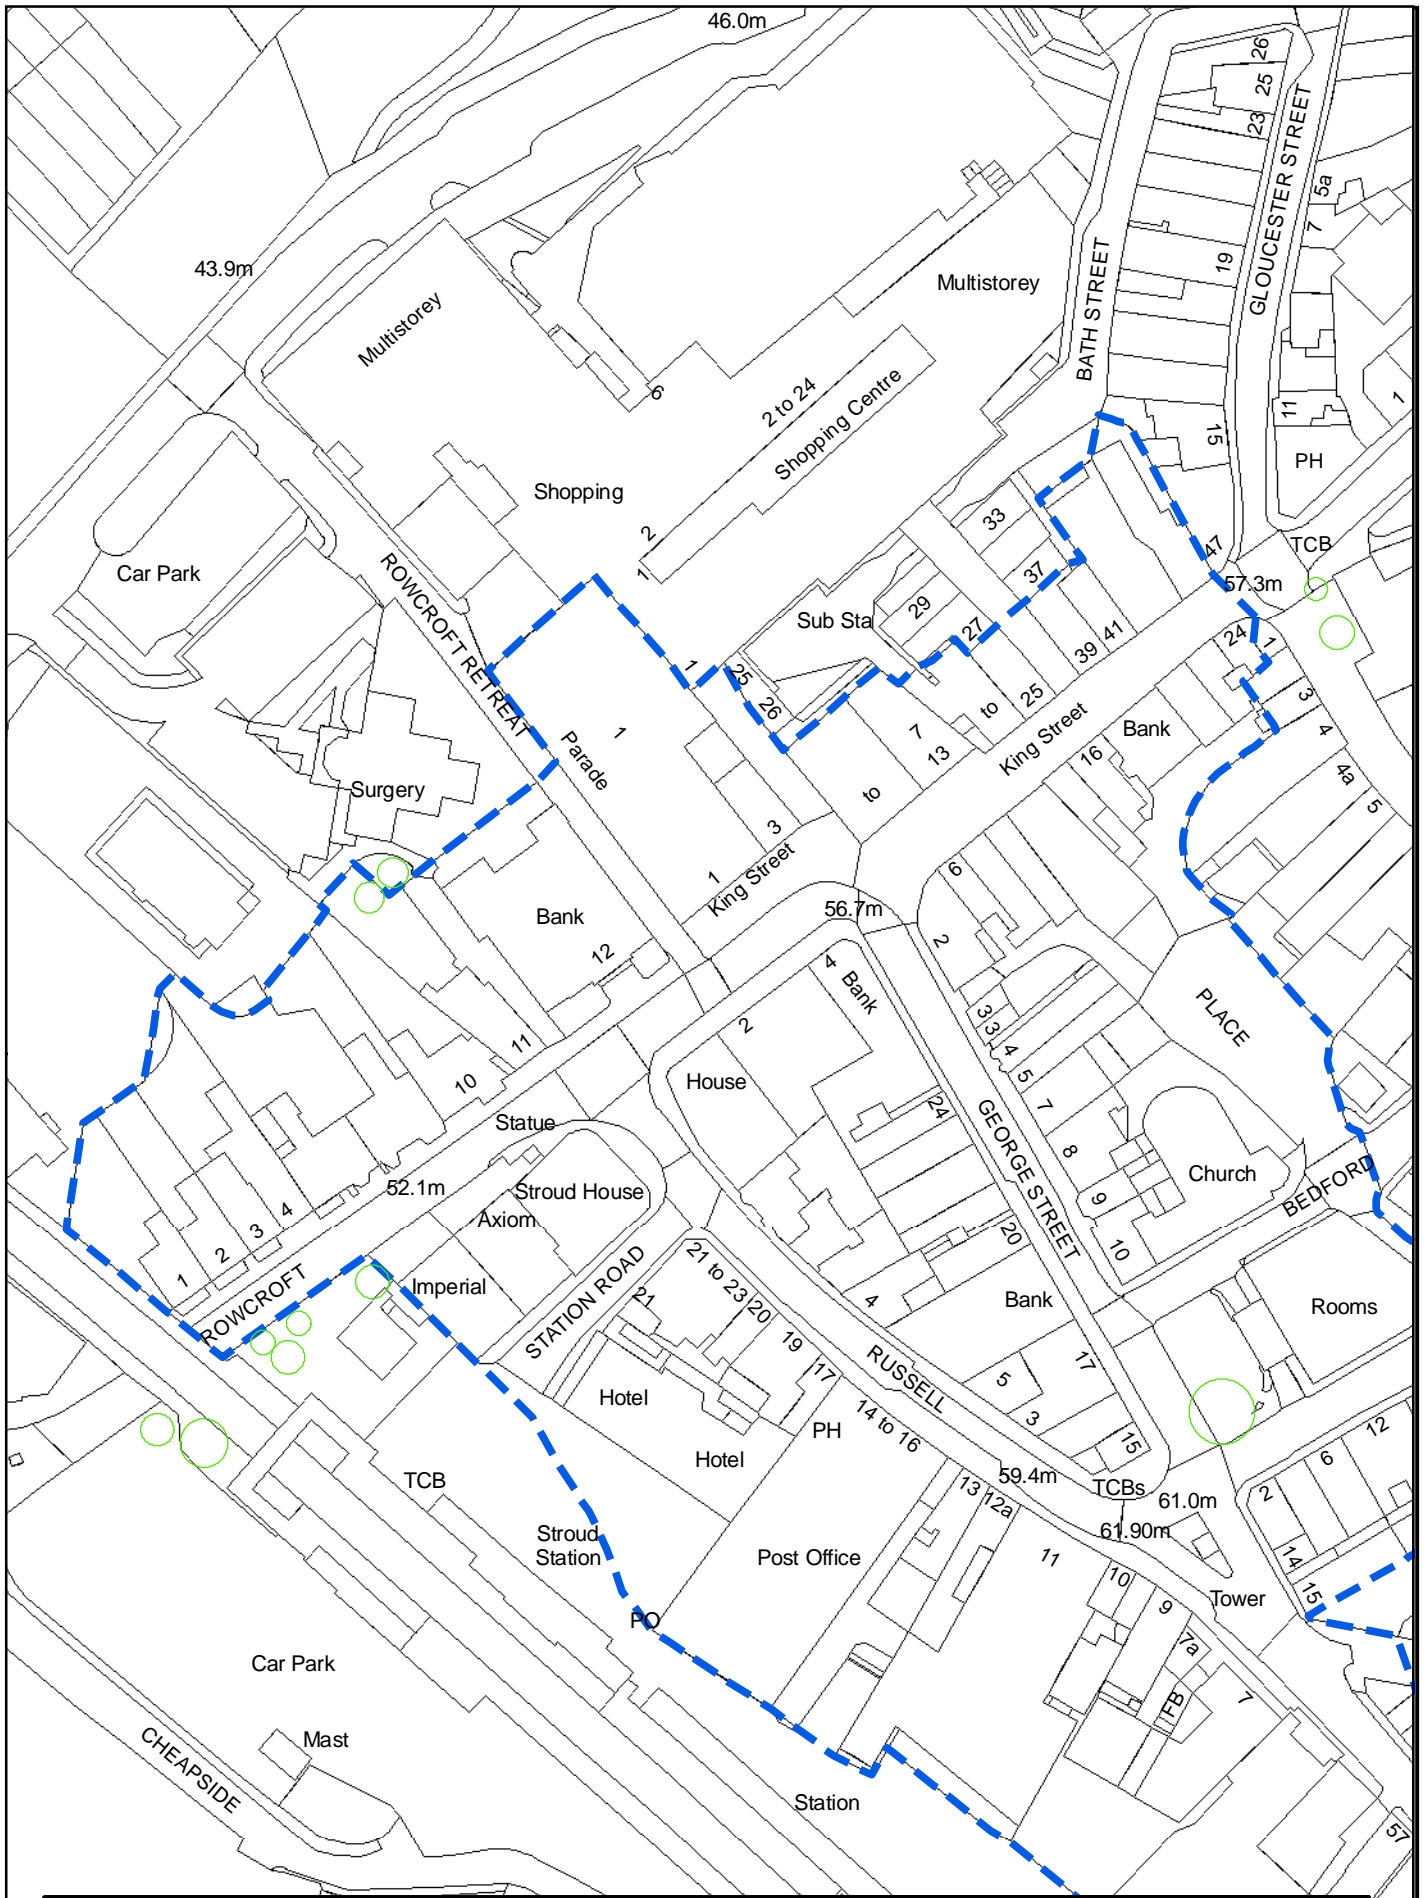 46.0m
26
25
23
GLOUCESTER STREET
5a
7
43.9m
Multistorey
Multistorey
BATH STREET
19
6
2 to 24
Shopping Centre
11
1
15
PH
Shopping
2
1
33
37
47
TCB
57.3m
Car Park
ROWCROFT RETREAT
Sub Sta
29
27
39
41
24
1
3
4
1
25
26
25
to
7
13
King Street
Bank
16
4a
5
1
Parade
Surgery
to
3
1
King Street
6
56.7m
2
Bank
12
4
Bank
PLACE
11
10
2
House
3
3
4
5
7
8
24
GEORGE STREET
Statue
52.1m
Stroud House
Axiom
Church
BEDFORD
9
10
20
4
3
2
1
ROWCROFT
Imperial
STATION ROAD
21 to 23
21
20
19
17
4
Bank
Rooms
RUSSELL
17
5
3
15
Hotel
PH
14 to 16
Hotel
TCB
59.4m
TCBs
61.0m
61.90m
13
12a
12
6
2
14
15
Stroud
Station
Post Office
11
10
9
7a
Tower
PO
FB
7
Car Park
Mast
CHEAPSIDE
Station
57